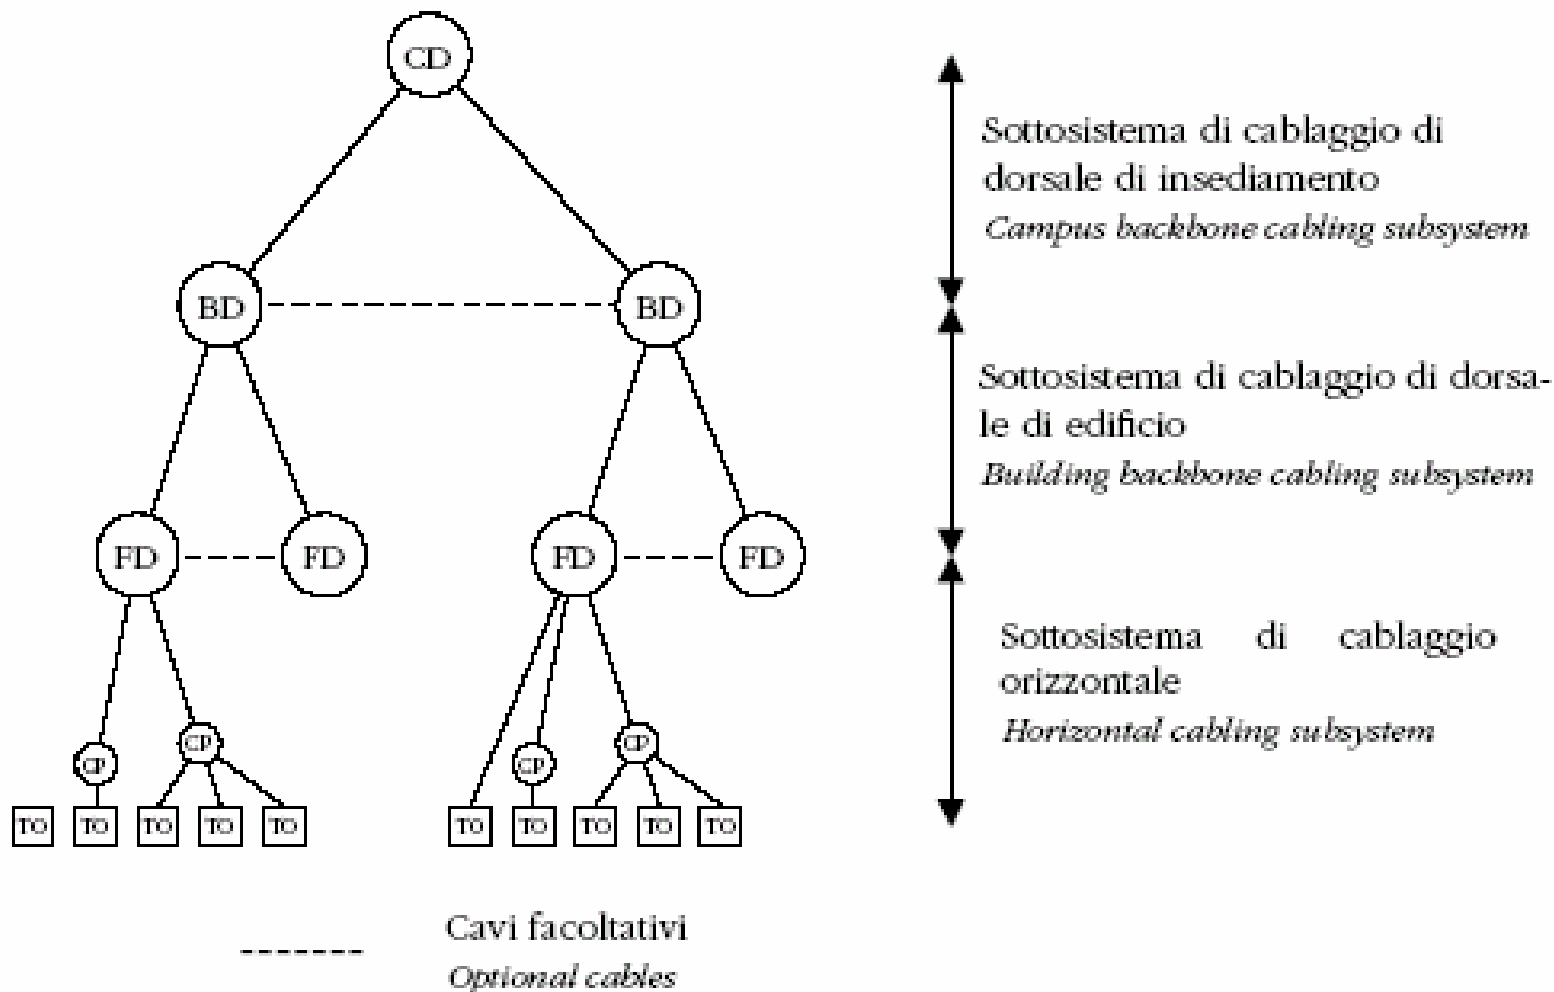 CD
Sottosistema di cablaggio di
dorsale di insediamento
Campus backbone cabling subsystem
BD BD
Sottosistema di cablaggio di dorsa-
le di edificio
Building backbone cabling subsystem
FD FD FD FD
Sottosistema di cablaggio
orizzontale
Horizontal cabling subsystem
CP CP CP CP
TO TO TO TO TO TO TO TO TO TO
Cavi facoltativi
Optional cables